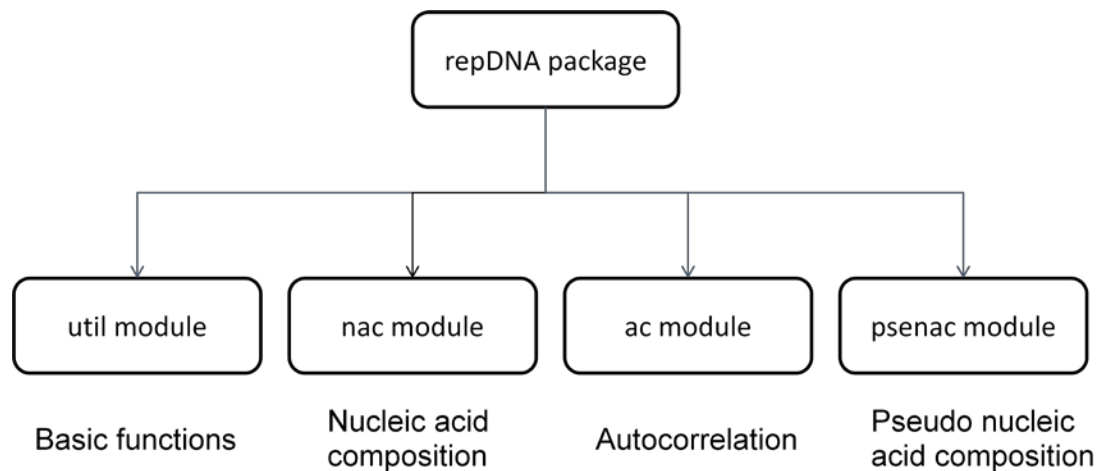 repDNA package
util module
nac module
ac module
psenac module
Basic functions
Nucleic acid
composition
Autocorrelation
Pseudo nucleic
acid composition